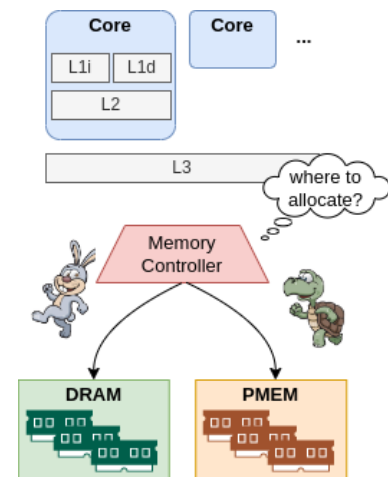 Core
Core
...
L1i
L1d
L2
L3
where to
allocate?
Memory
Controller
DRAM
PMEM